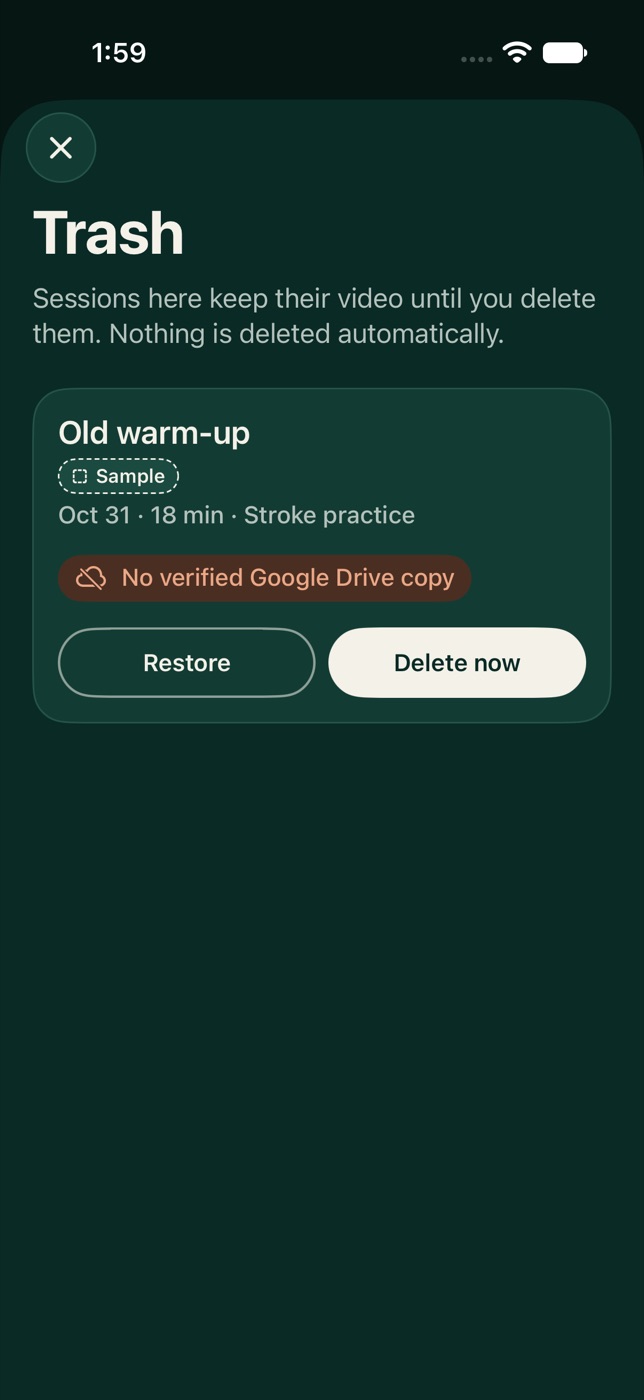 1:59
Trash
Sessions here keep their video until you delete
them. Nothing is deleted automatically.
Old warm-up
Sample
Oct 31 · 18 min · Stroke practice
No verified Google Drive copy
Restore
Delete now